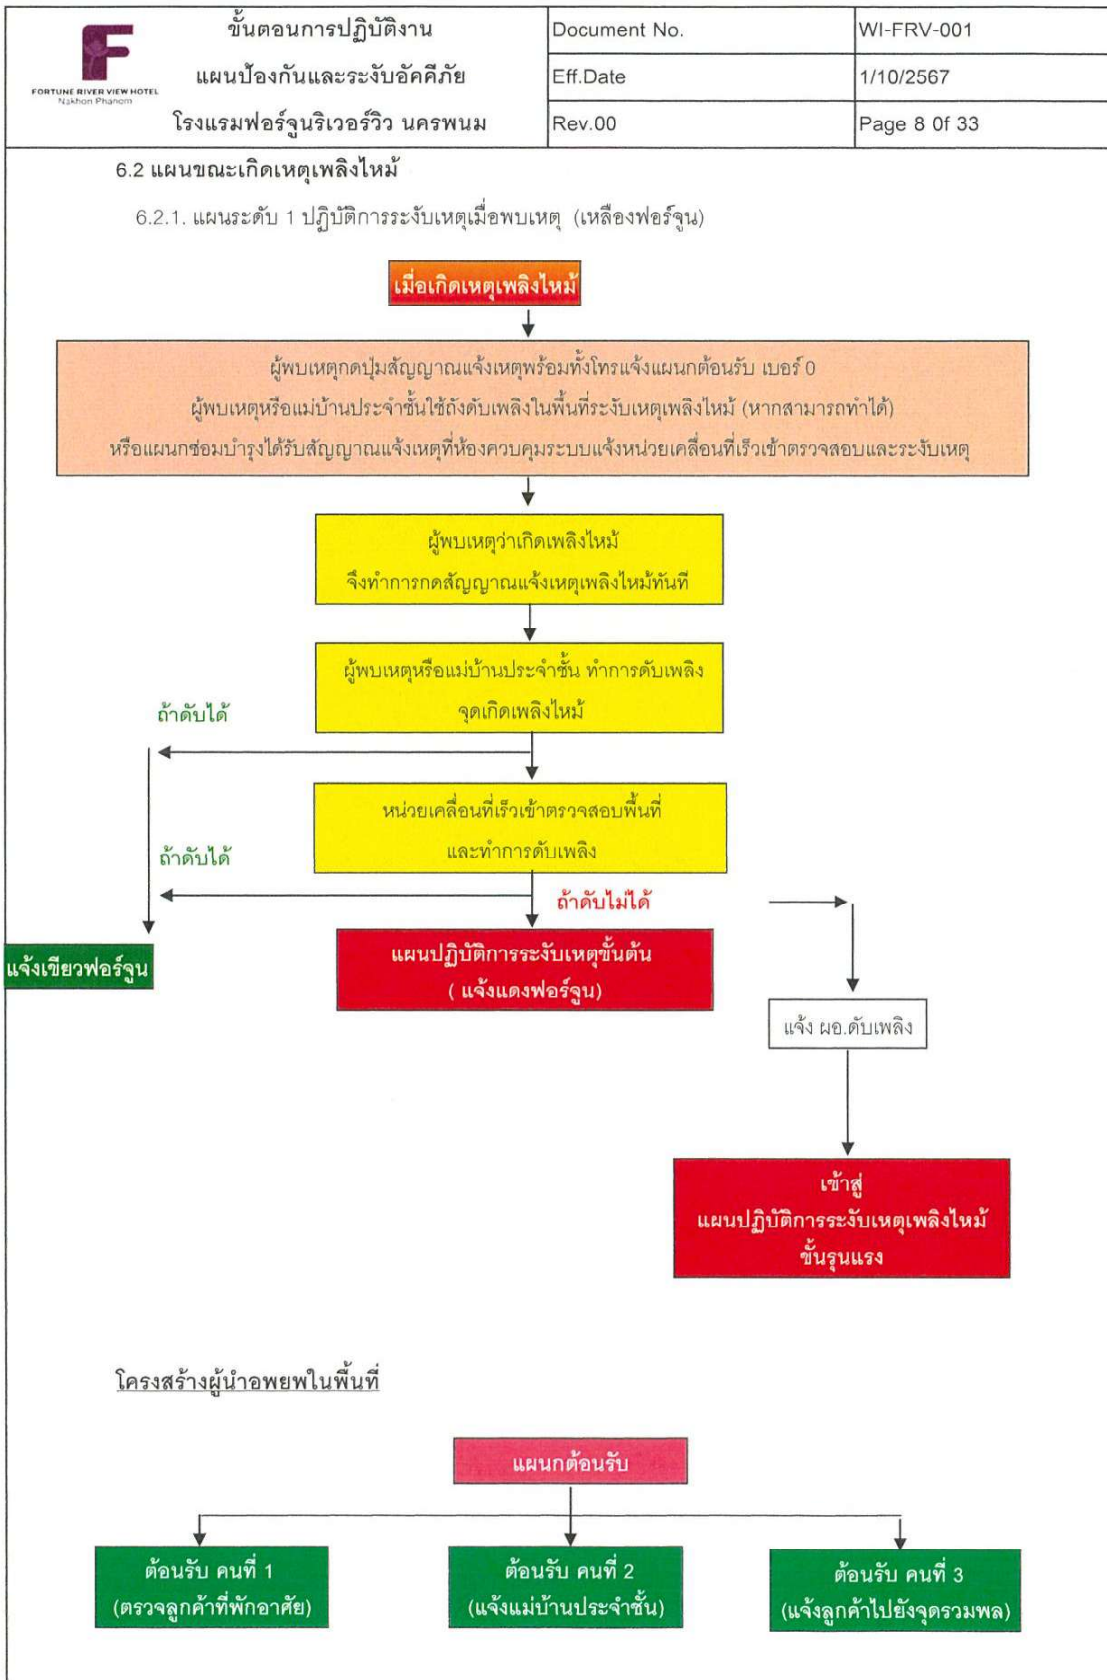 F
FORTUNE RIVER VIEW HOTEL
Nakhon Phanom
ขั้นตอนการปฏิบัติงาน
แผนป้องกันและระงับอัคคีภัย
โรงแรมฟอร์จูนริเวอร์วิว นครพนม
Document No.
WI-FRV-001
Eff.Date
1/10/2567
Rev.00
Page 8 0f 33
6.2 แผนขณะเกิดเหตุเพลิงไหม้
6.2.1. แผนระดับ 1 ปฏิบัติการระงับเหตุเมื่อพบเหตุ (เหลืองฟอร์จูน)
เมื่อเกิดเหตุเพลิงไหม้
ผู้พบเหตุกดปุ่มสัญญาณแจ้งเหตุพร้อมทั้งโทรแจ้งแผนกต้อนรับ เบอร์ 0
ผู้พบเหตุหรือแม่บ้านประจำชั้นใช้ถังดับเพลิงในพื้นที่ระงับเหตุเพลิงไหม้ (หากสามารถทำได้)
หรือแผนกซ่อมบำรุงได้รับสัญญาณแจ้งเหตุที่ห้องควบคุมระบบแจ้งหน่วยเคลื่อนที่เร็วเข้าตรวจสอบและระงับเหตุ
ผู้พบเหตุว่าเกิดเพลิงไหม้
จึงทำการกดสัญญาณแจ้งเหตุเพลิงไหม้ทันที
ผู้พบเหตุหรือแม่บ้านประจำชั้น ทำการดับเพลิง
จุดเกิดเพลิงไหม้
ถ้าดับได้
หน่วยเคลื่อนที่เร็วเข้าตรวจสอบพื้นที่
และทำการดับเพลิง
ถ้าดับได้
ถ้าดับไม่ได้
แจ้งเขียวฟอร์จูน
แผนปฏิบัติการระงับเหตุขั้นต้น
( แจ้งแดงฟอร์จูน)
แจ้ง ผอ.ดับเพลิง
เข้าสู่
แผนปฏิบัติการระงับเหตุเพลิงไหม้
ขั้นรุนแรง
โครงสร้างผู้นำอพยพในพื้นที่
แผนกต้อนรับ
ต้อนรับ คนที่ 1
(ตรวจลูกค้าที่พักอาศัย)
ต้อนรับ คนที่ 2
(แจ้งแม่บ้านประจำชั้น)
ต้อนรับ คนที่ 3
(แจ้งลูกค้าไปยังจุดรวมพล)